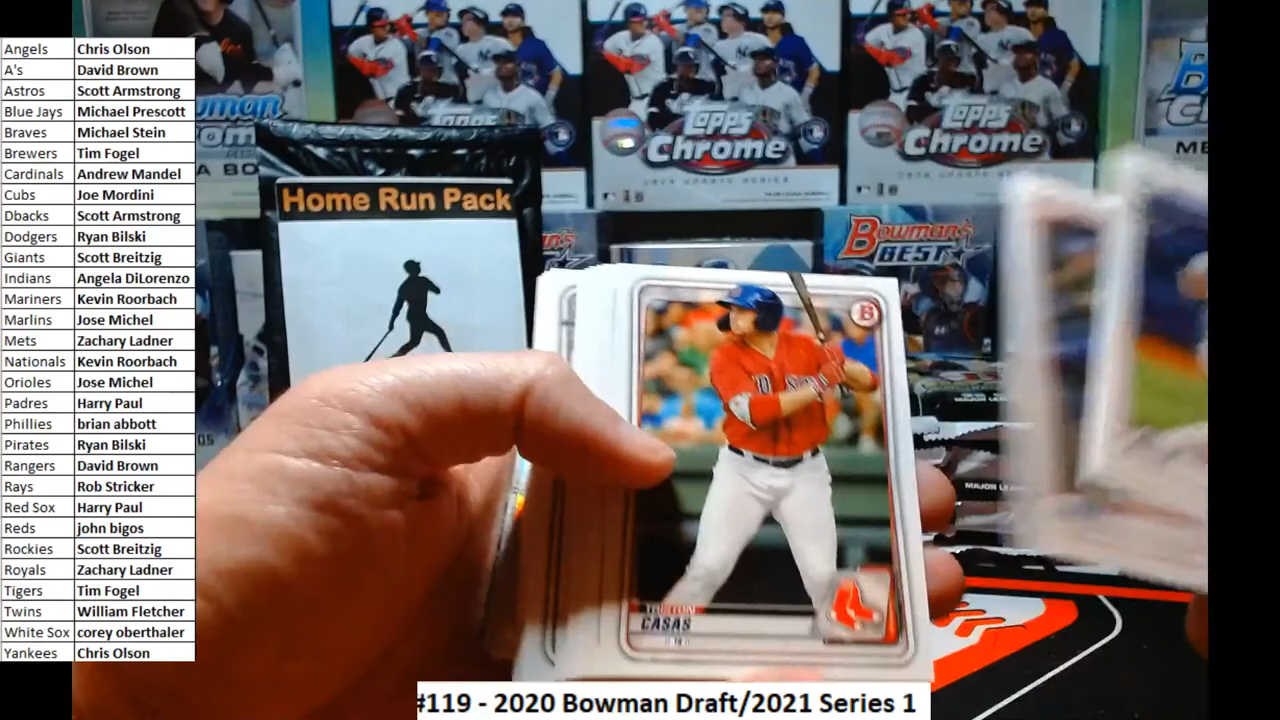 Angels Chris Olson
A's David Brown
Astros Scott Armstrong
Blue Jays Michael Prescott
Braves Michael Stein
Brewers Tim Fogel
Cardinals Andrew Mandel
Cubs Joe Mordini
Dbacks Scott Armstrong
Dodgers Ryan Bilski
Giants Scott Breitzig
Indians Angela DiLorenzo
Mariners Kevin Roorbach
Marlins Jose Michel
Mets Zachary Ladner
Nationals Kevin Roorbach
Orioles Jose Michel
Padres Harry Paul
Phillies brian abbott
Pirates Ryan Bilski
Rangers David Brown
Rays Rob Stricker
Red Sox Harry Paul
Reds john bigos
Rockies Scott Breitzig
Royals Zachary Ladner
Tigers Tim Fogel
Twins William Fletcher
White Sox corey oberthaler
Yankees Chris Olson
Topps
Chrome
Topps
Chrome
Home Run Pack
Bowman's
BEST
B
CASAS
#119 - 2020 Bowman Draft/2021 Series 1